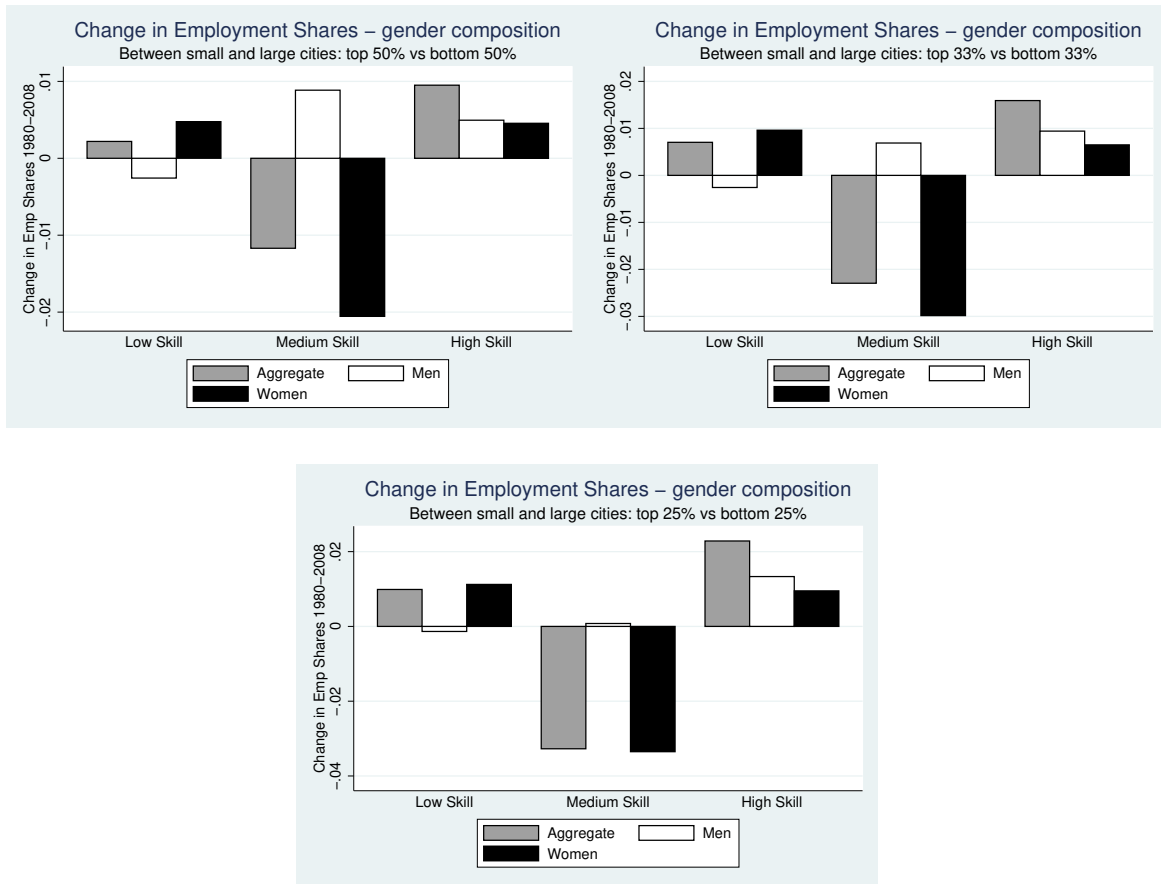 Change in Employment Shares − gender composition
Between small and large cities: top 50% vs bottom 50%
Change in Emp Shares 1980−2008
.01
0
−.01
−.02
Low Skill Medium Skill High Skill
Aggregate Men
Women
Change in Employment Shares − gender composition
Between small and large cities: top 33% vs bottom 33%
Change in Emp Shares 1980−2008
.02
.01
0
−.01
−.02
−.03
Low Skill Medium Skill High Skill
Aggregate Men
Women
Change in Employment Shares − gender composition
Between small and large cities: top 25% vs bottom 25%
Change in Emp Shares 1980−2008
.02
0
−.02
−.04
Low Skill Medium Skill High Skill
Aggregate Men
Women